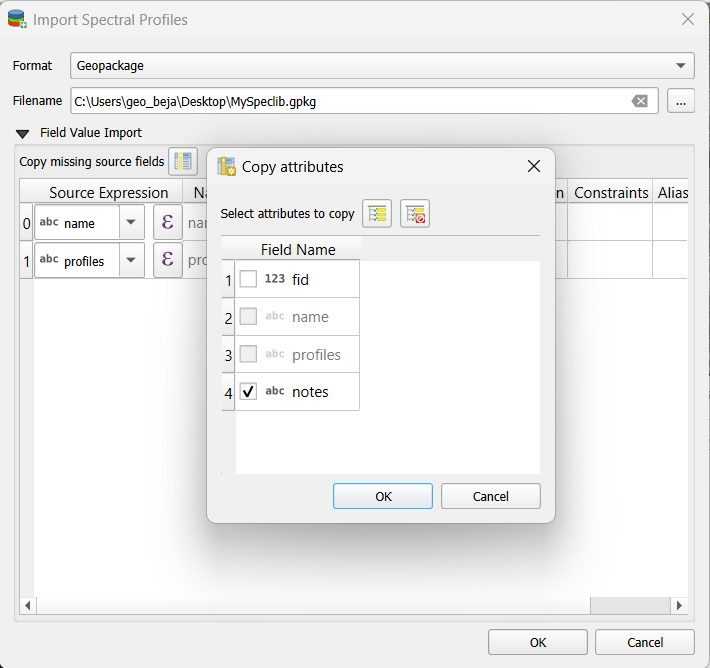 Import Spectral Profiles
Format
Geopackage
Filename
C:\Users\geo_beja\Desktop\MySpeclib.gpkg
...
Field Value Import
Copy missing source fields
Source Expression
Na
n
Constraints
Alias
0
abc name
ε
nar
1
abc profiles
ε
pro
Copy attributes
Select attributes to copy
Field Name
1
123 fid
2
abc name
3
abc profiles
4
abc notes
OK
Cancel
OK
Cancel